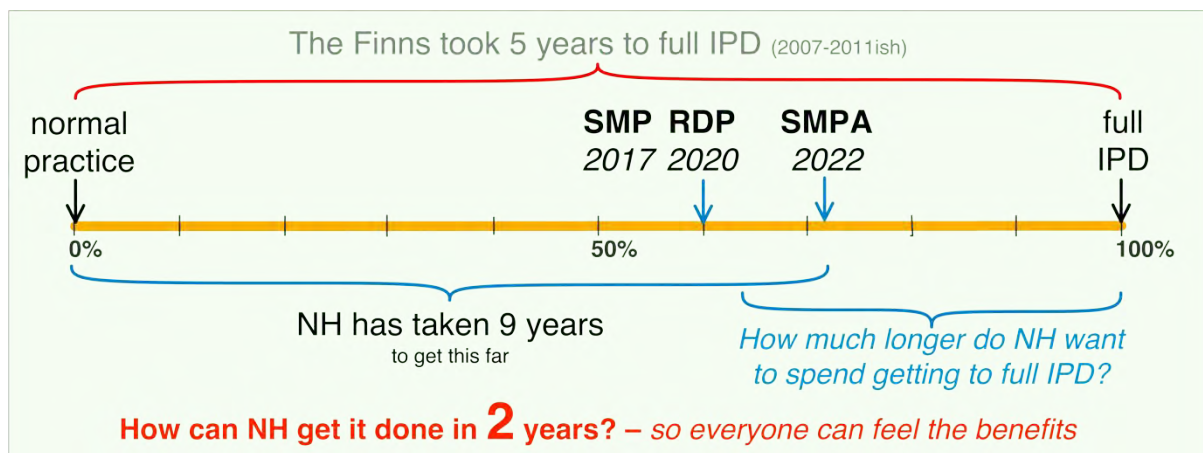 The Finns took 5 years to full IPD (2007-2011ish)
normal
practice
SMP RDP SMPA
2017 2020 2022
full
IPD
0% 50% 100%
NH has taken 9 years
to get this far
How much longer do NH want
to spend getting to full IPD?
How can NH get it done in 2 years? – so everyone can feel the benefits